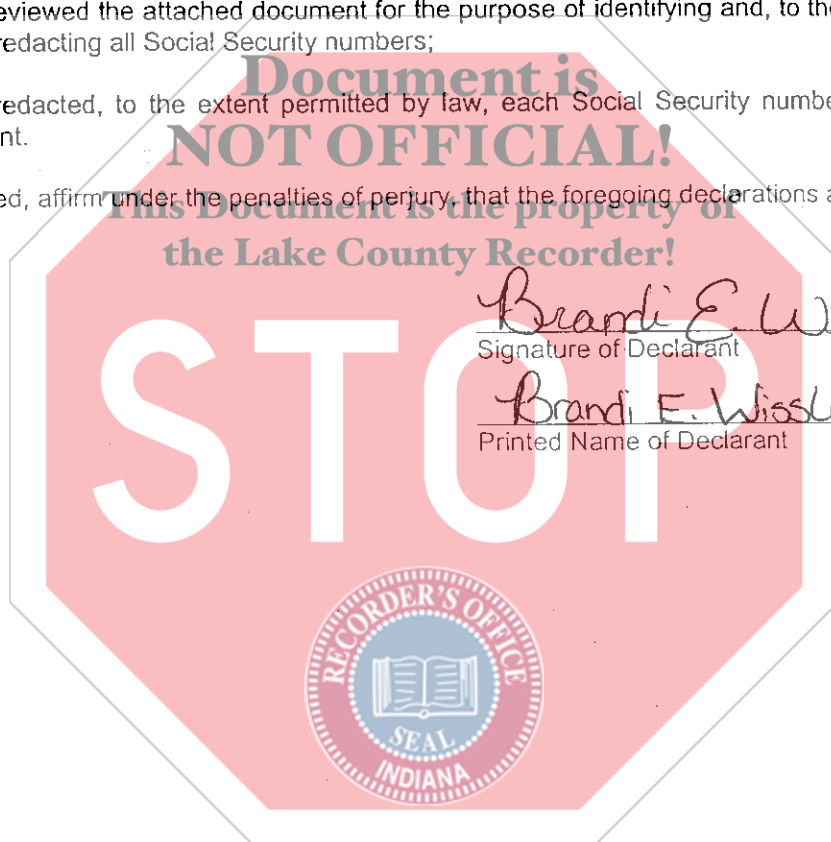 eviewed the attached document for the purpose of identifying and, to the
redacting all Social Security numbers;
Document is
redacted, to the extent permitted by law, each Social Security numbe
nt.
NOT OFFICIAL!
ed, affirm under the penalties of perjury, that the foregoing declarations a
This Document is the property of
the Lake County Recorder!
Brandi E. W
Signature of Declarant
Brandi E. Wissl
Printed Name of Declarant
STOP
RECORDER'S OFFICE
SEAL
INDIANA